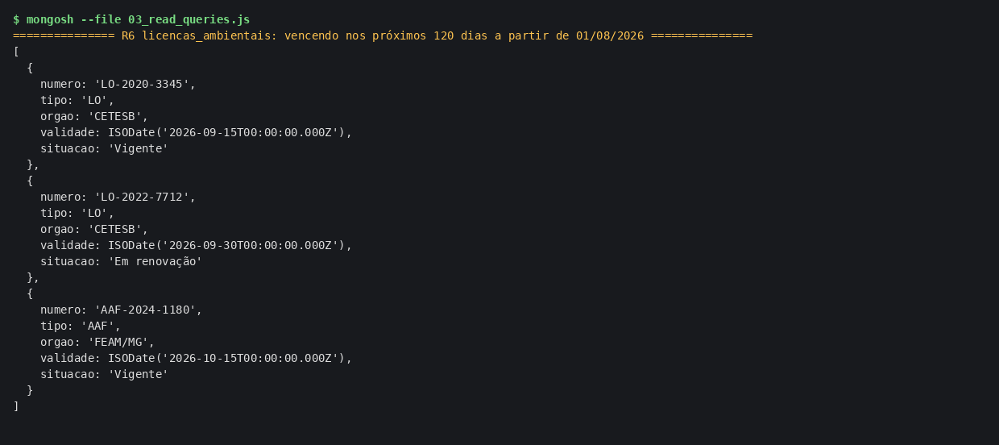 $ mongosh --file 03_read_queries.js
=============== R6 licencas_ambientais: vencendo nos próximos 120 dias a partir de 01/08/2026 ===============
[
  {
    numero: 'LO-2020-3345',
    tipo: 'LO',
    orgao: 'CETESB',
    validade: ISODate('2026-09-15T00:00:00.000Z'),
    situacao: 'Vigente'
  },
  {
    numero: 'LO-2022-7712',
    tipo: 'LO',
    orgao: 'CETESB',
    validade: ISODate('2026-09-30T00:00:00.000Z'),
    situacao: 'Em renovação'
  },
  {
    numero: 'AAF-2024-1180',
    tipo: 'AAF',
    orgao: 'FEAM/MG',
    validade: ISODate('2026-10-15T00:00:00.000Z'),
    situacao: 'Vigente'
  }
]